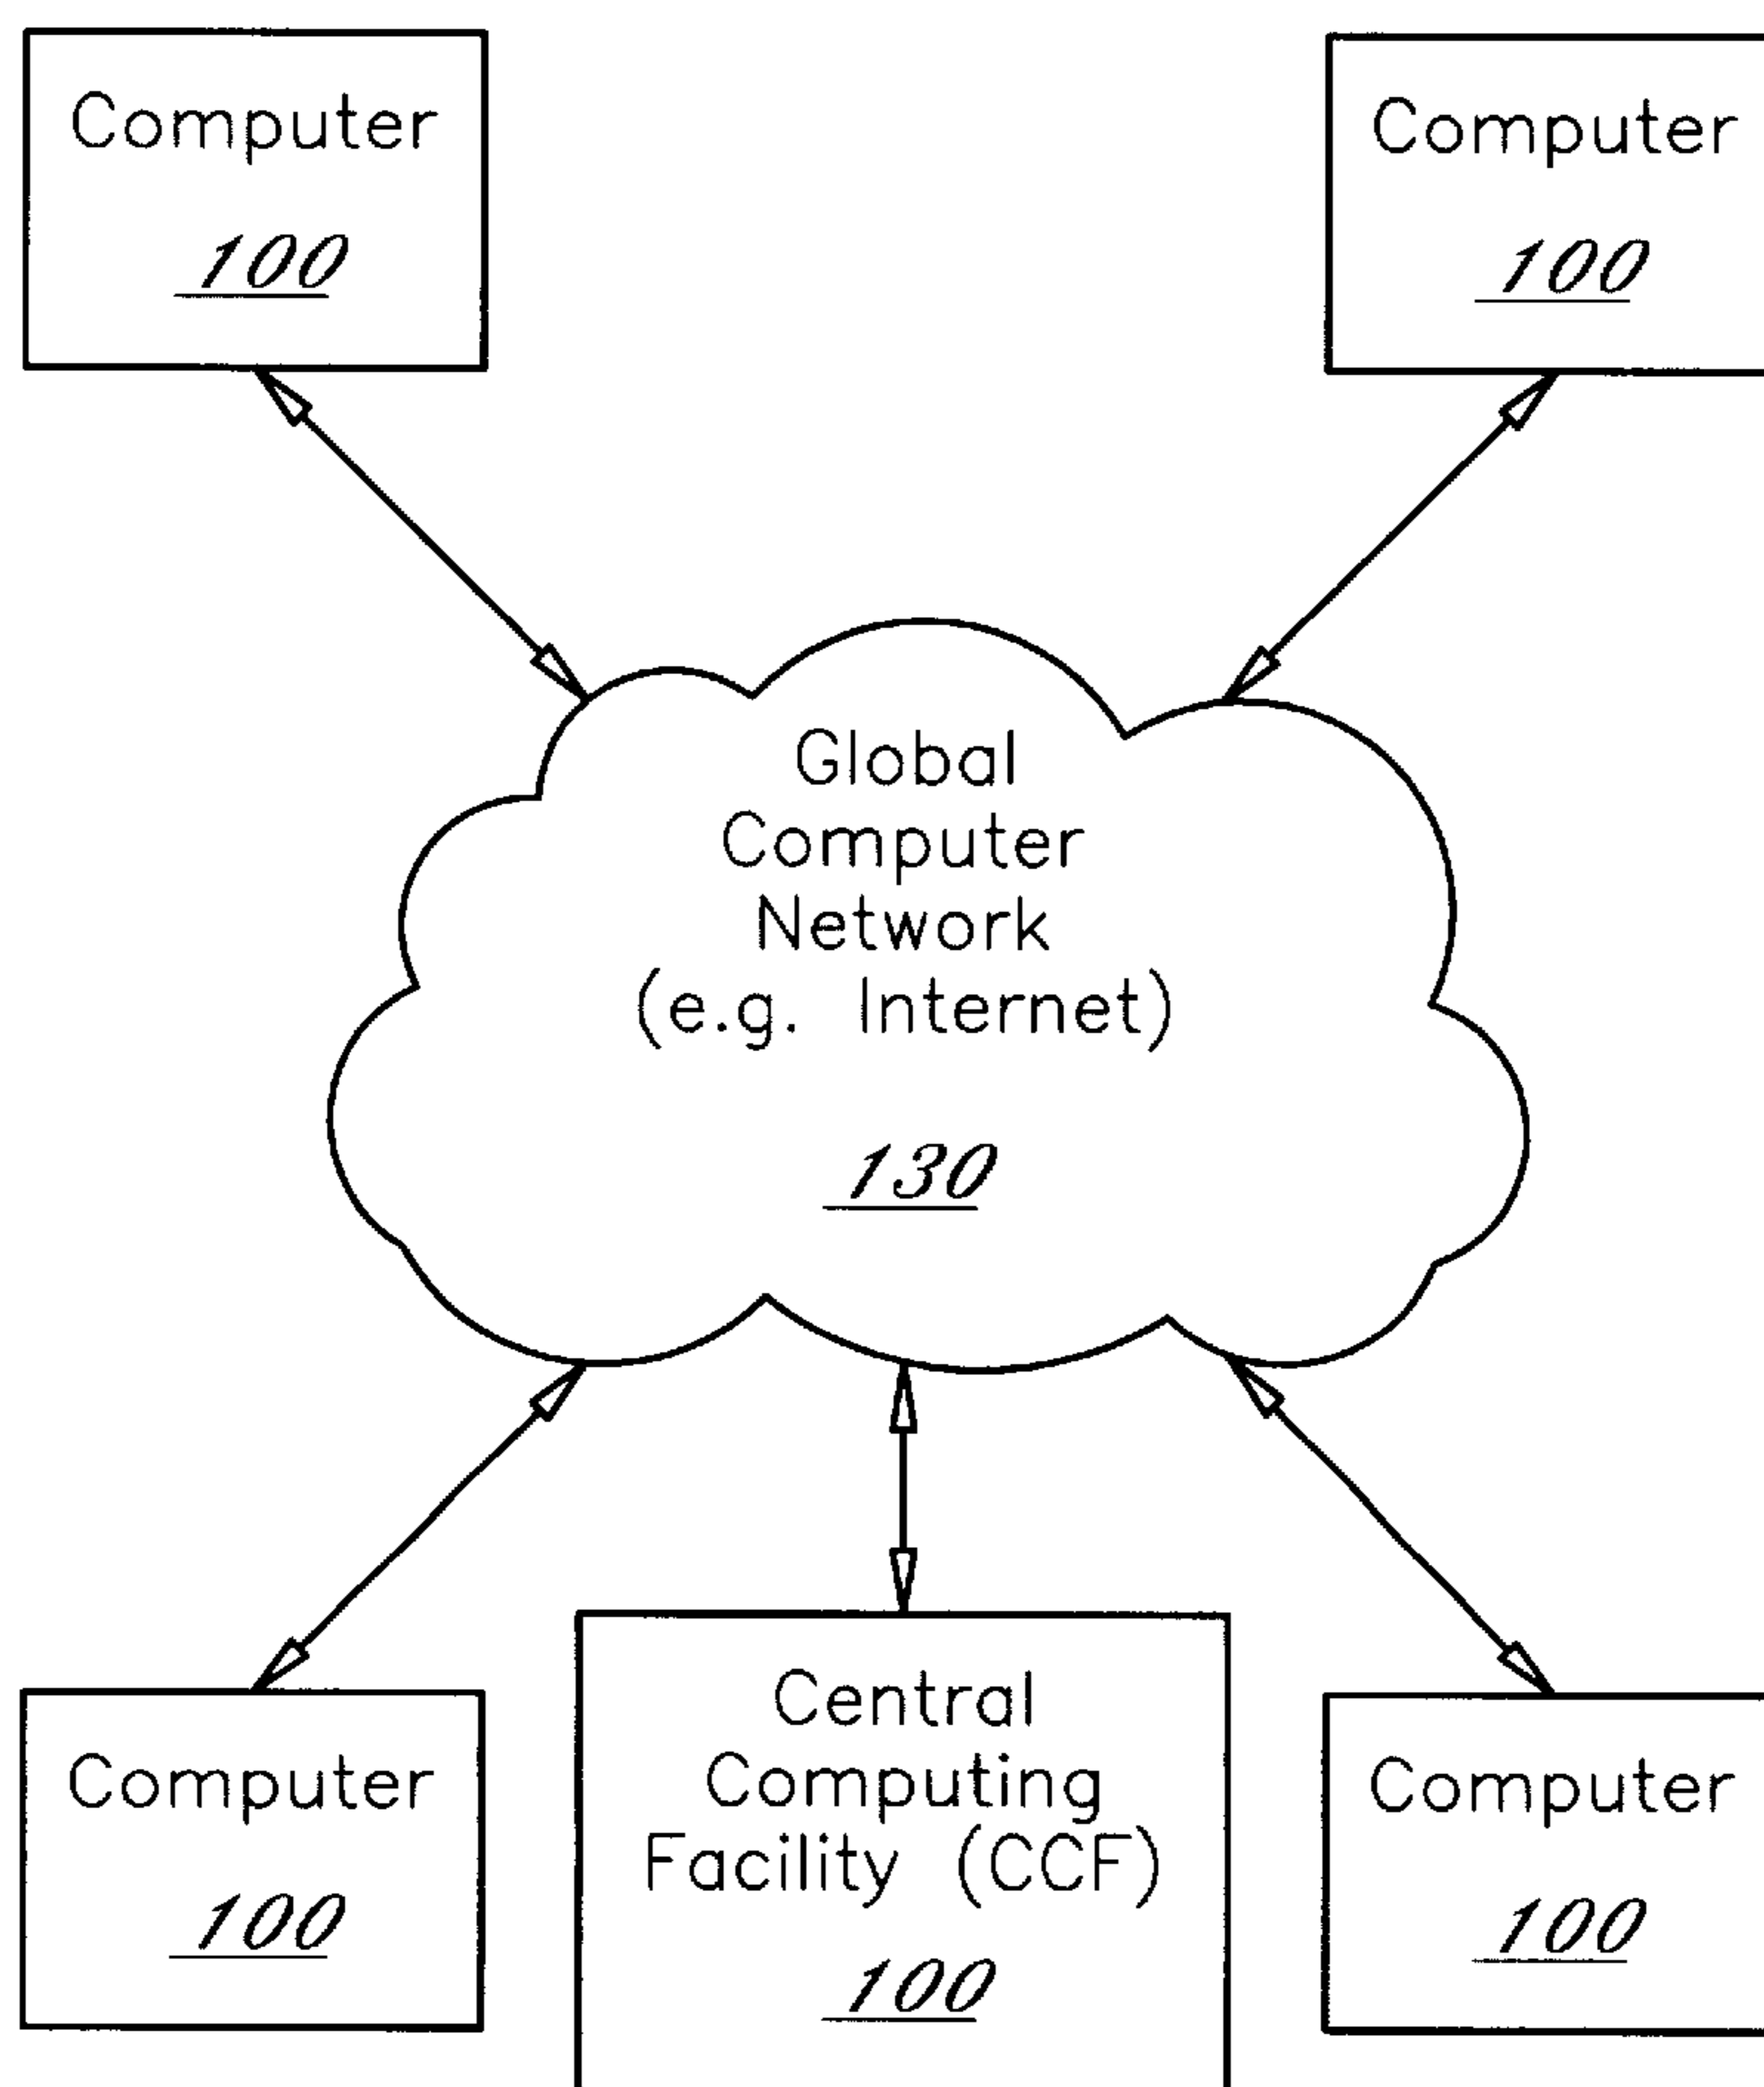 Computer
100
Computer
100
Global
Computer
Network
(e.g. Internet)
130
Computer
100
Central
Computing
Facility (CCF)
100
Computer
100